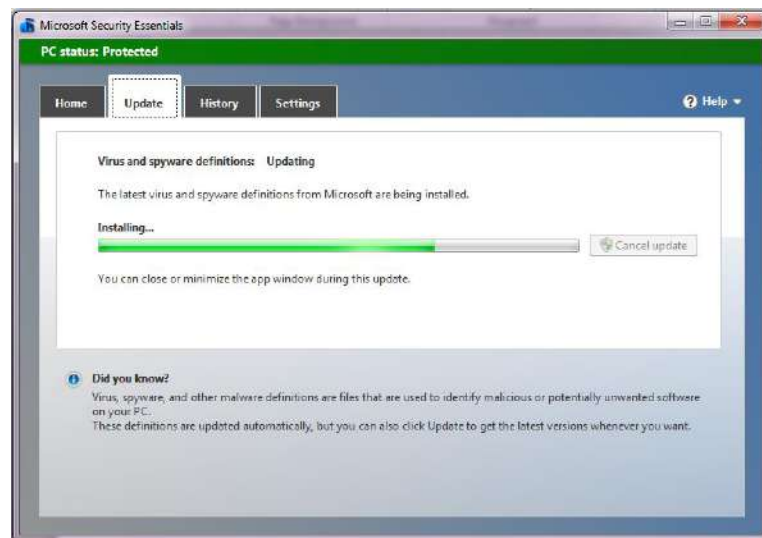 Microsoft Security Essentials
PC status: Protected
Home
Update
History
Settings
Help
Virus and spyware definitions: Updating
The latest virus and spyware definitions from Microsoft are being installed.
Installing...
Cancel update
You can close or minimize the app window during this update.
Did you know?
Virus, spyware, and other malware definitions are files that are used to identify malicious or potentially unwanted software
on your PC.
These definitions are updated automatically, but you can also click Update to get the latest versions whenever you want.